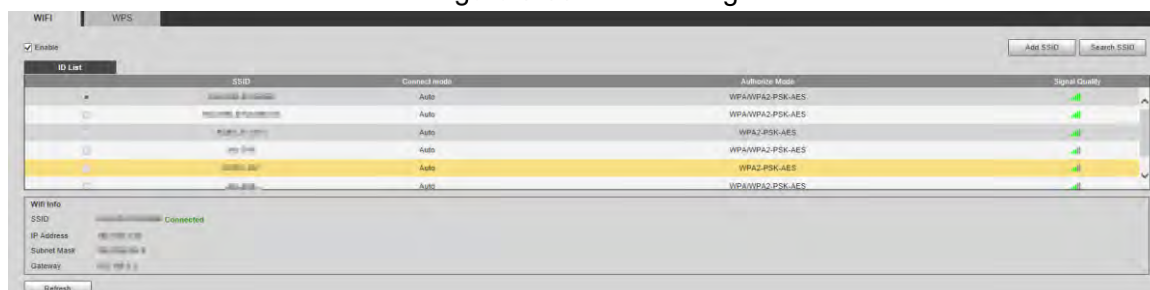 WIFI WPS
Enable Add SSID Search SSID
ID List
SSID Connect mode Authorize Mode Signal Quality
Auto WPA/WPA2-PSK-AES
Auto WPA/WPA2-PSK-AES
Auto WPA2-PSK-AES
Auto WPA/WPA2-PSK-AES
Auto WPA2-PSK-AES
Auto WPA/WPA2-PSK-AES
Wifi Info
SSID Connected
IP Address
Subnet Mask
Gateway
Refresh